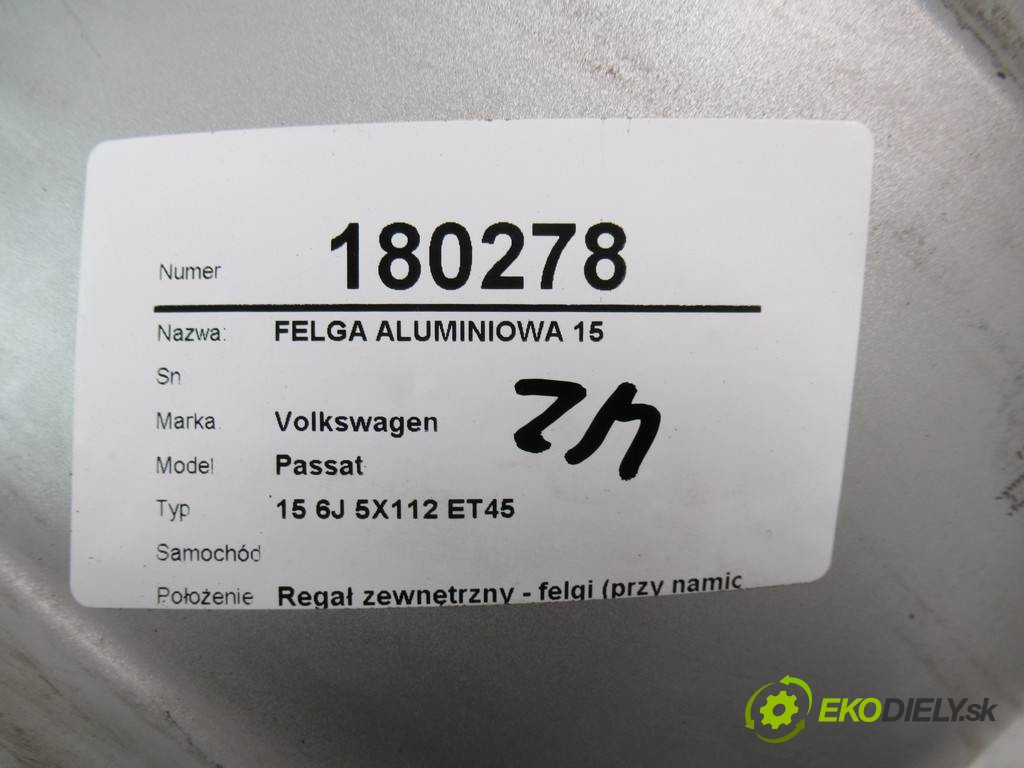 Numer 180278
Nazwa: FELGA ALUMINIOWA 15
Sn
Marka Volkswagen
Model Passat
Typ 15 6J 5X112 ET45
Samochód
Położenie Regał zewnętrzny - felgi (przy namic
42
EKODIELY.sk